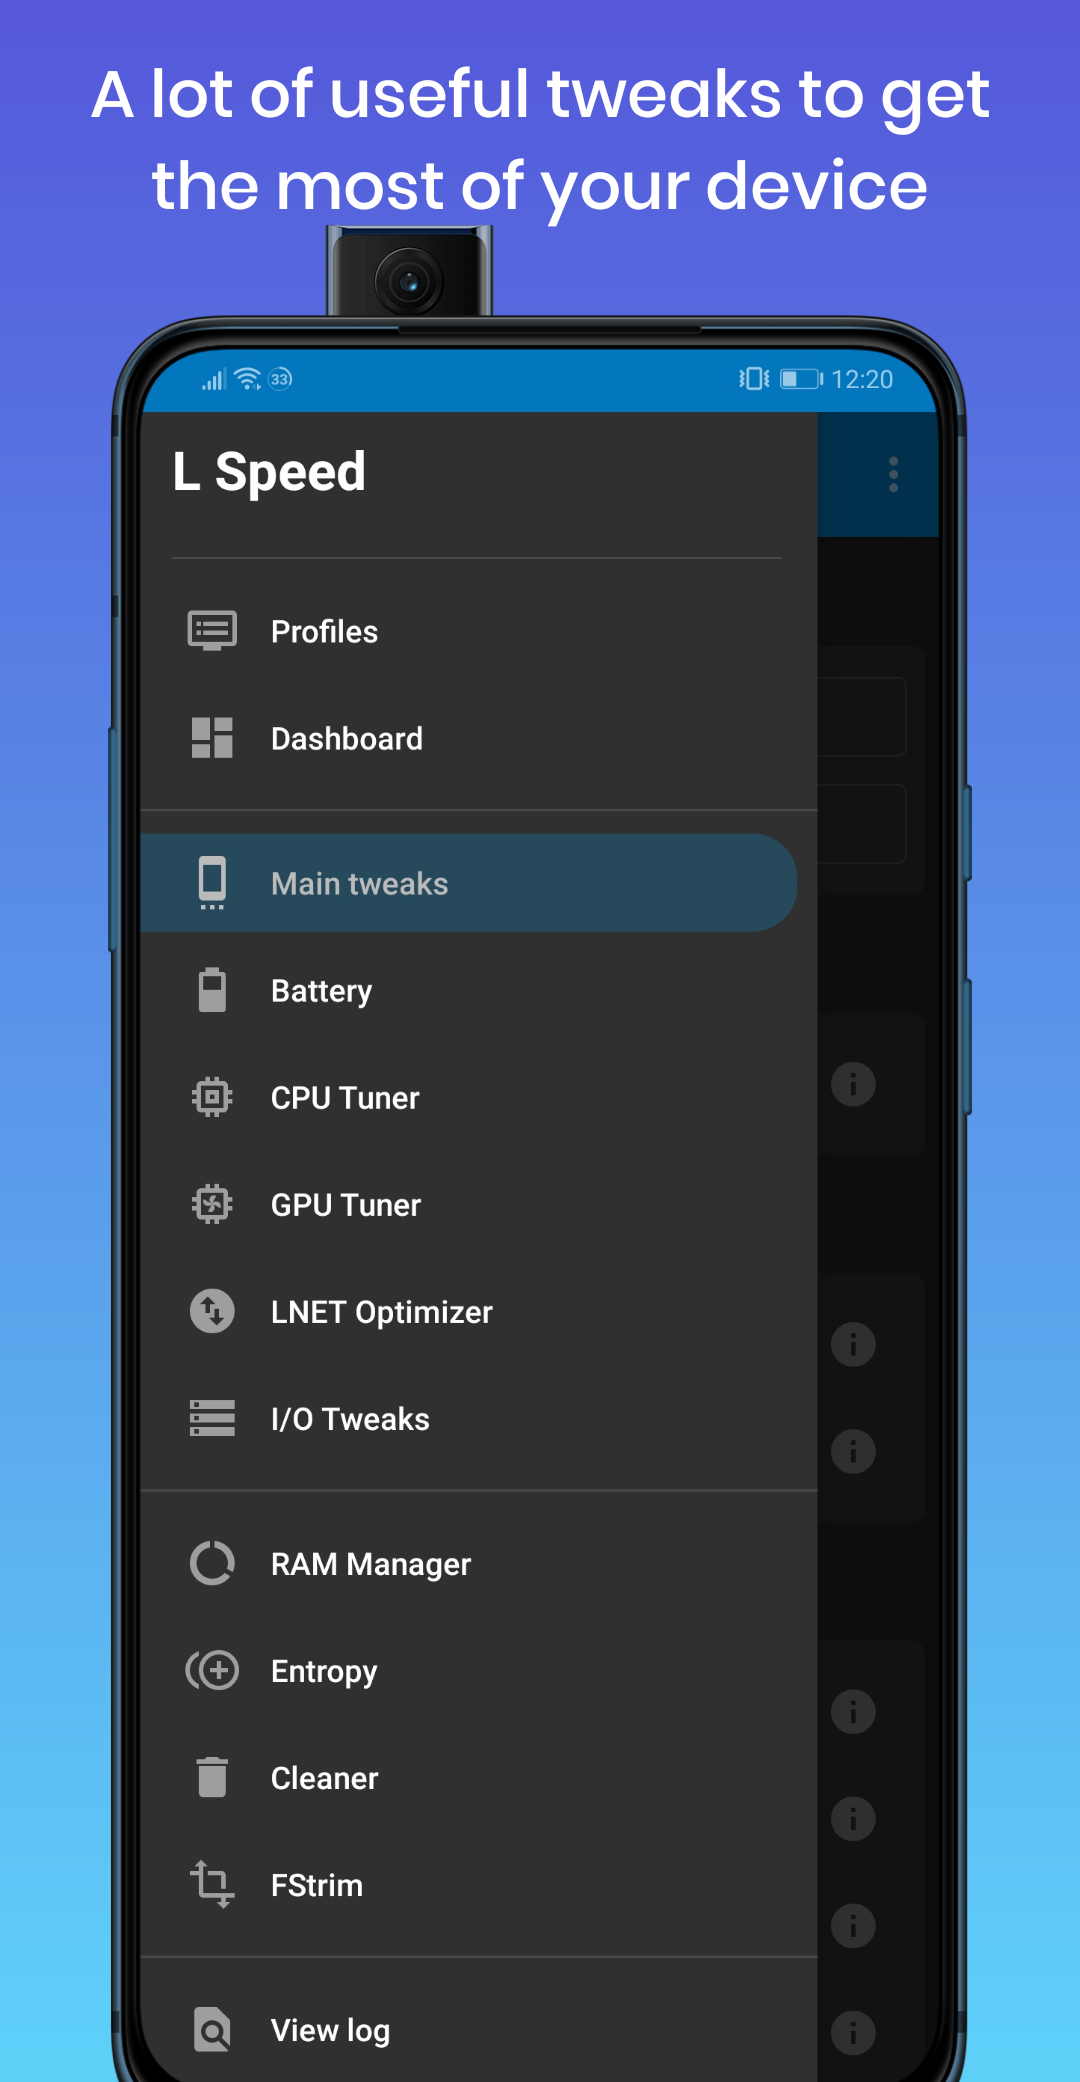 A lot of useful tweaks to get
the most of your device
33
12:20
L Speed
Profiles
Dashboard
Main tweaks
Battery
CPU Tuner
GPU Tuner
LNET Optimizer
I/O Tweaks
RAM Manager
Entropy
Cleaner
FStrim
View log